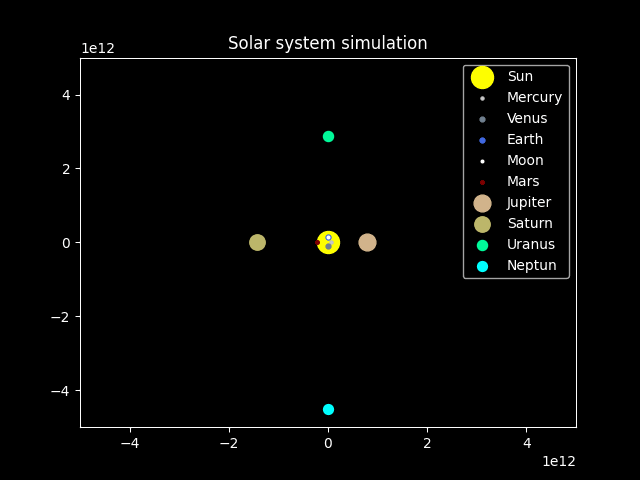 Solar system simulation
1e12
Sun
Mercury
Venus
Earth
Moon
Mars
Jupiter
Saturn
Uranus
Neptun
4
2
0
−2
−4
−4
−2
0
2
4
1e12